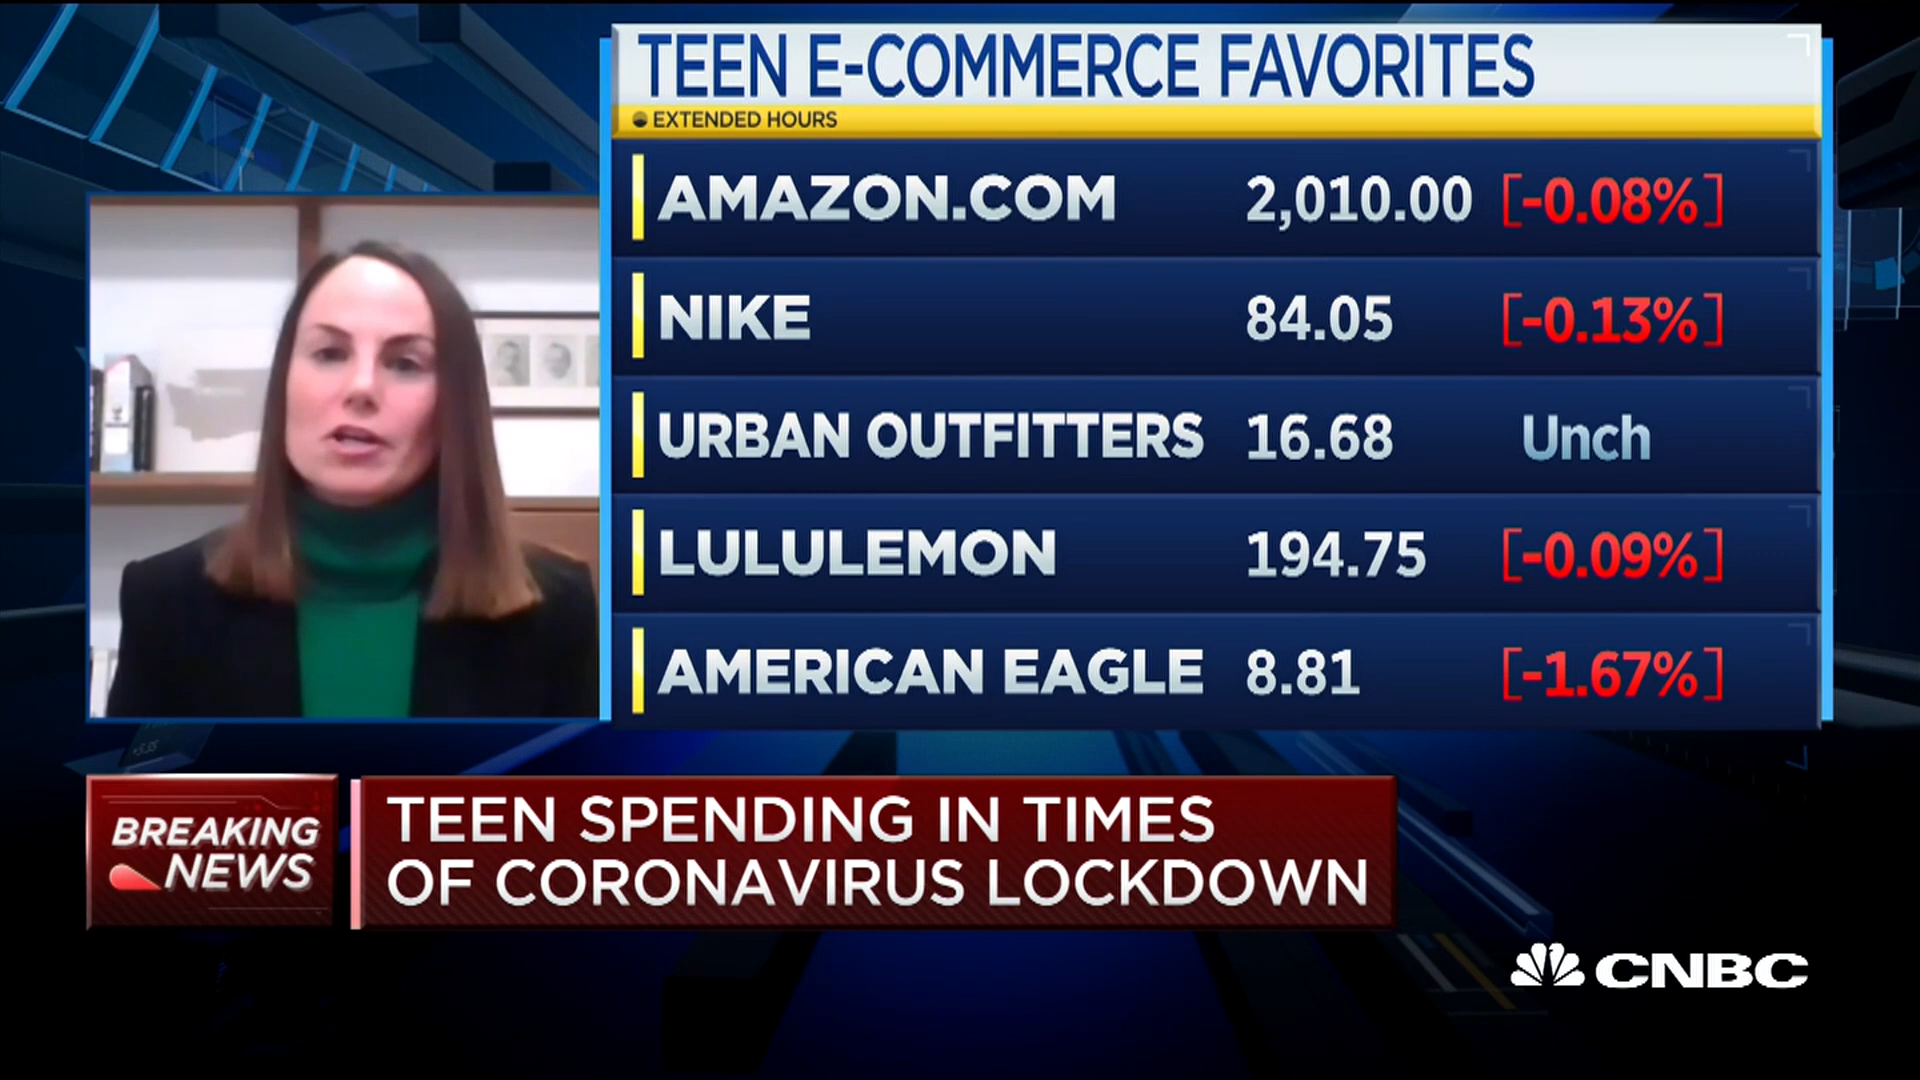 TEEN E-COMMERCE FAVORITES
EXTENDED HOURS
AMAZON.COM 2,010.00 [-0.08%]
NIKE 84.05 [-0.13%]
URBAN OUTFITTERS 16.68 Unch
LULULEMON 194.75 [-0.09%]
AMERICAN EAGLE 8.81 [-1.67%]
BREAKING
NEWS
TEEN SPENDING IN TIMES
OF CORONAVIRUS LOCKDOWN
CNBC